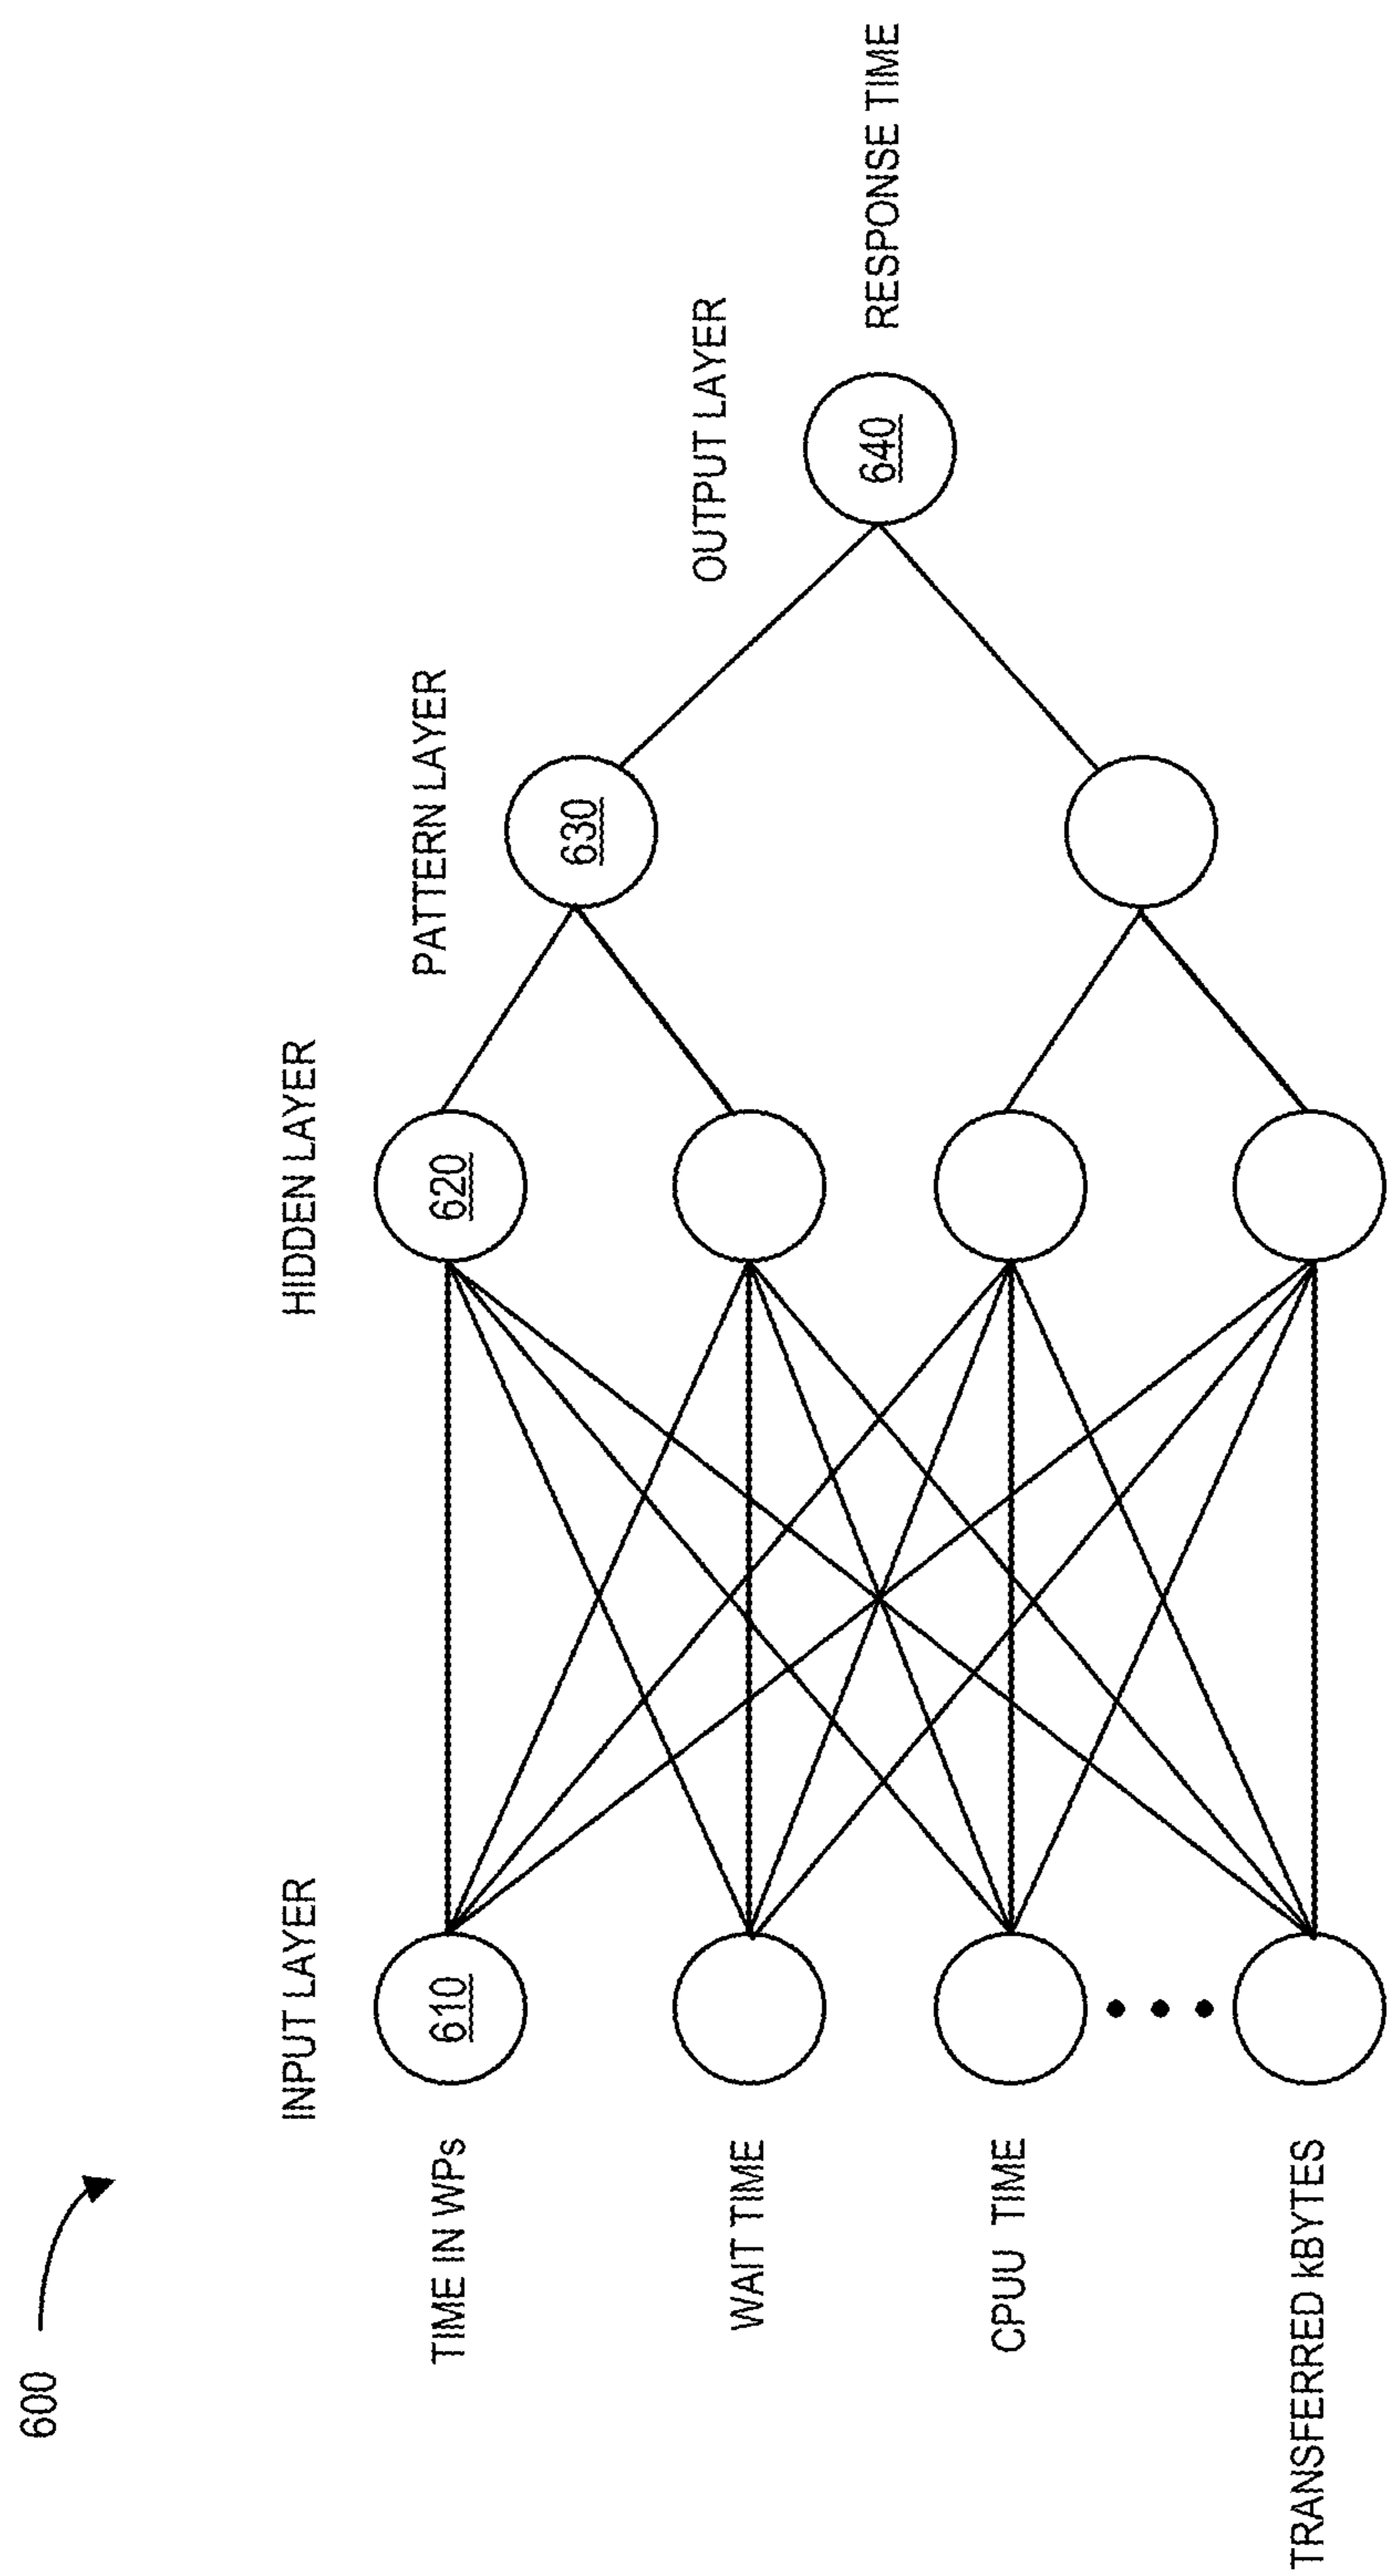 600
INPUT LAYER
HIDDEN LAYER
PATTERN LAYER
OUTPUT LAYER
TIME IN WPs
610
620
630
WAIT TIME
640
RESPONSE TIME
CPUU TIME
TRANSFERRED kBYTES